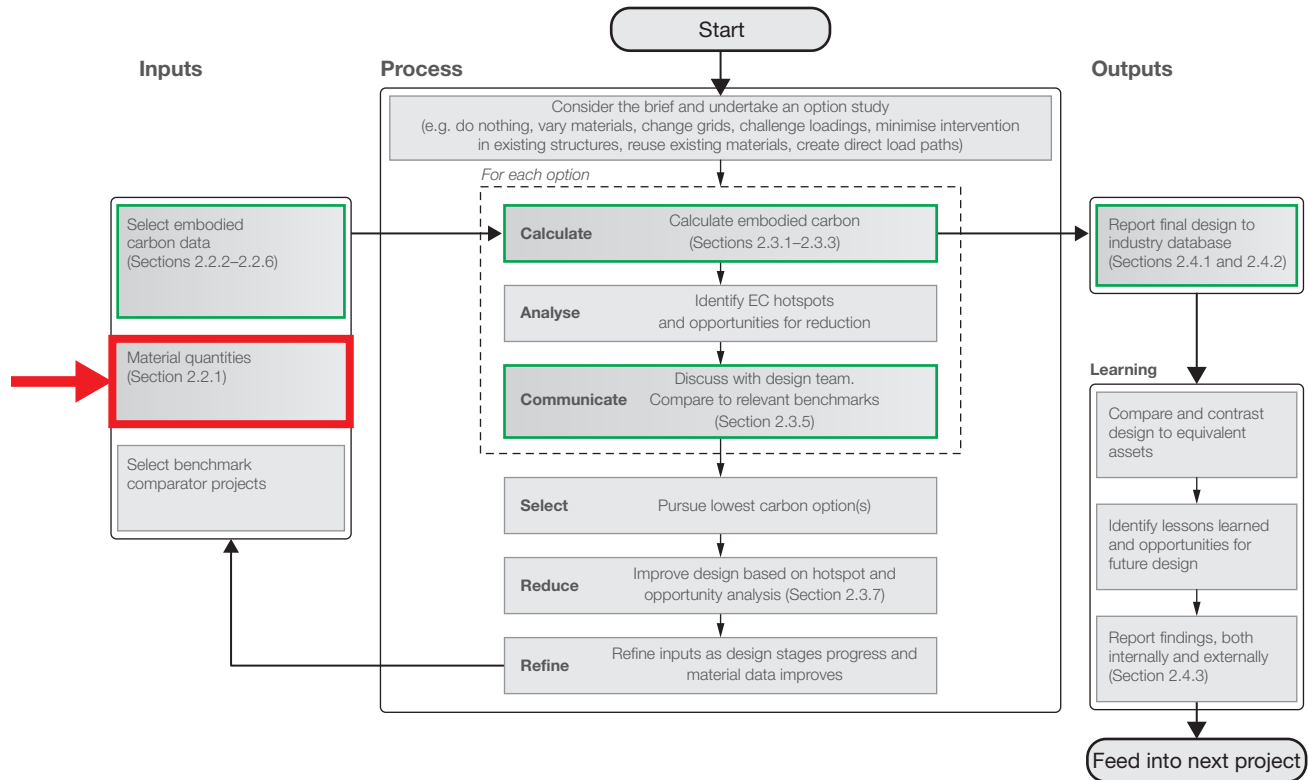 Start
Inputs
Process
Outputs
Consider the brief and undertake an option study
(e.g. do nothing, vary materials, change grids, challenge loadings, minimise intervention
in existing structures, reuse existing materials, create direct load paths)
For each option
Select embodied
carbon data
(Sections 2.2.2–2.2.6)
Material quantities
(Section 2.2.1)
Select benchmark
comparator projects
Calculate
Calculate embodied carbon
(Sections 2.3.1–2.3.3)
Analyse
Identify EC hotspots
and opportunities for reduction
Communicate
Discuss with design team.
Compare to relevant benchmarks
(Section 2.3.5)
Select
Pursue lowest carbon option(s)
Reduce
Improve design based on hotspot and
opportunity analysis (Section 2.3.7)
Refine
Refine inputs as design stages progress and
material data improves
Report final design to
industry database
(Sections 2.4.1 and 2.4.2)
Learning
Compare and contrast
design to equivalent
assets
Identify lessons learned
and opportunities for
future design
Report findings, both
internally and externally
(Section 2.4.3)
Feed into next project